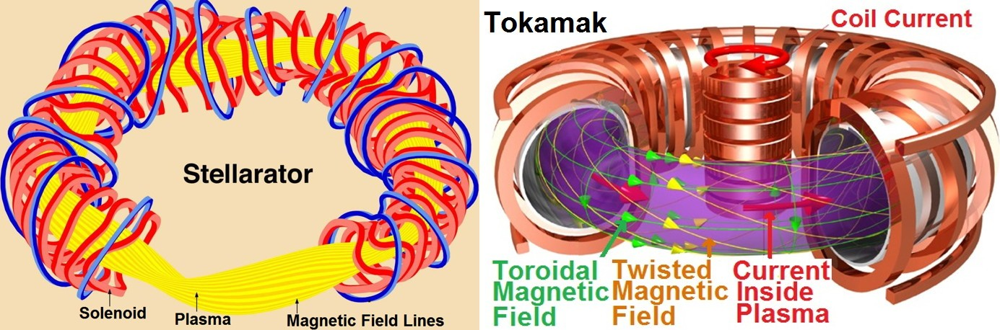 Stellarator
Solenoid
Plasma
Magnetic Field Lines
Tokamak
Coil Current
Toroidal
Magnetic
Field
Twisted
Magnetic
Field
Current
Inside
Plasma